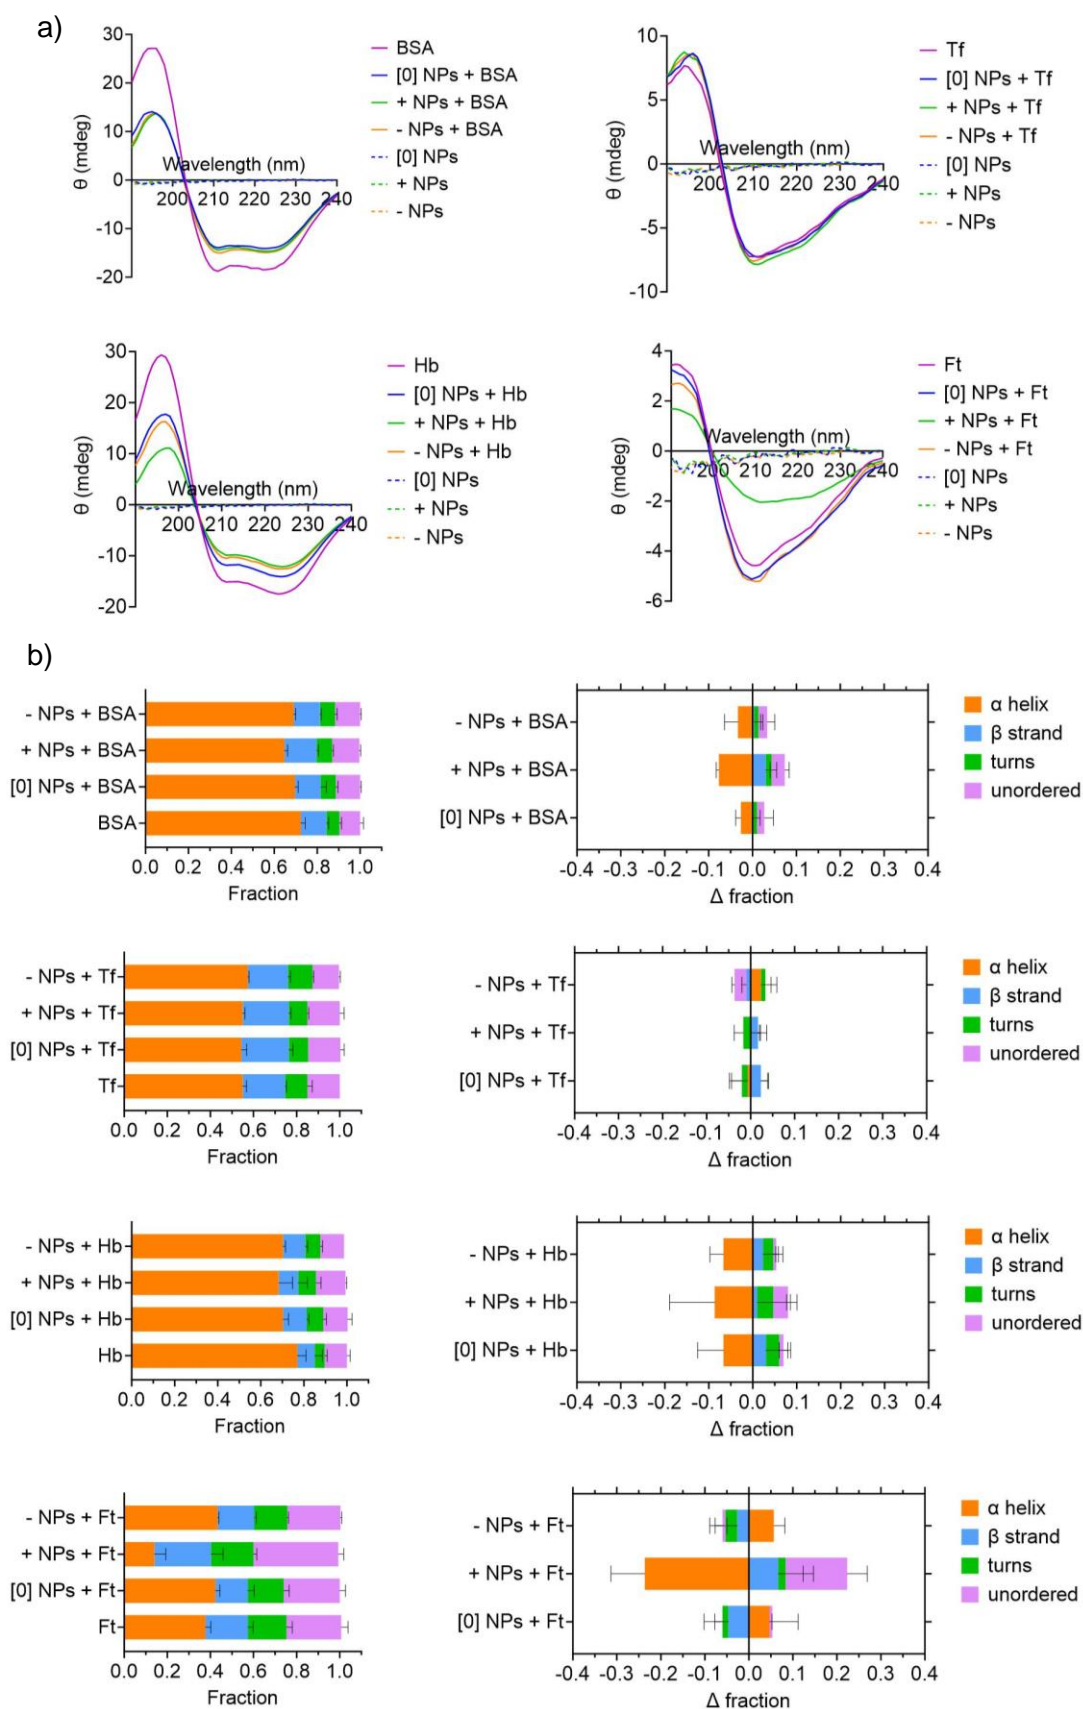 a)
30
20
10
0
-10
-20
θ (mdeg)
Wavelength (nm)
200 210 220 230 240
BSA
[0] NPs + BSA
+ NPs + BSA
- NPs + BSA
[0] NPs
+ NPs
- NPs
10
5
0
-5
-10
θ (mdeg)
Wavelength (nm)
200 210 220 230 240
Tf
[0] NPs + Tf
+ NPs + Tf
- NPs + Tf
[0] NPs
+ NPs
- NPs
30
20
10
0
-10
-20
θ (mdeg)
Wavelength (nm)
200 210 220 230 240
Hb
[0] NPs + Hb
+ NPs + Hb
- NPs + Hb
[0] NPs
+ NPs
- NPs
4
2
0
-2
-4
-6
θ (mdeg)
Wavelength (nm)
200 210 220 230 240
Ft
[0] NPs + Ft
+ NPs + Ft
- NPs + Ft
[0] NPs
+ NPs
- NPs
b)
- NPs + BSA
+ NPs + BSA
[0] NPs + BSA
BSA
0.0 0.2 0.4 0.6 0.8 1.0
Fraction
- NPs + BSA
+ NPs + BSA
[0] NPs + BSA
-0.4 -0.3 -0.2 -0.1 0.0 0.1 0.2 0.3 0.4
Δ fraction
α helix
β strand
turns
unordered
- NPs + Tf
+ NPs + Tf
[0] NPs + Tf
Tf
0.0 0.2 0.4 0.6 0.8 1.0
Fraction
- NPs + Tf
+ NPs + Tf
[0] NPs + Tf
-0.4 -0.3 -0.2 -0.1 0.0 0.1 0.2 0.3 0.4
Δ fraction
α helix
β strand
turns
unordered
- NPs + Hb
+ NPs + Hb
[0] NPs + Hb
Hb
0.0 0.2 0.4 0.6 0.8 1.0
Fraction
- NPs + Hb
+ NPs + Hb
[0] NPs + Hb
-0.4 -0.3 -0.2 -0.1 0.0 0.1 0.2 0.3 0.4
Δ fraction
α helix
β strand
turns
unordered
- NPs + Ft
+ NPs + Ft
[0] NPs + Ft
Ft
0.0 0.2 0.4 0.6 0.8 1.0
Fraction
- NPs + Ft
+ NPs + Ft
[0] NPs + Ft
-0.4 -0.3 -0.2 -0.1 0.0 0.1 0.2 0.3 0.4
Δ fraction
α helix
β strand
turns
unordered